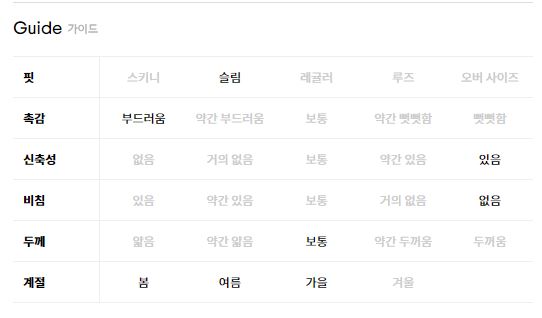 Guide 가이드
핏 스키니 슬림 레귤러 루즈 오버 사이즈
촉감 부드러움 약간 부드러움 보통 약간 뻣뻣함 뻣뻣함
신축성 없음 거의 없음 보통 약간 있음 있음
비침 있음 약간 있음 보통 거의 없음 없음
두께 얇음 약간 얇음 보통 약간 두꺼움 두꺼움
계절 봄 여름 가을 겨울